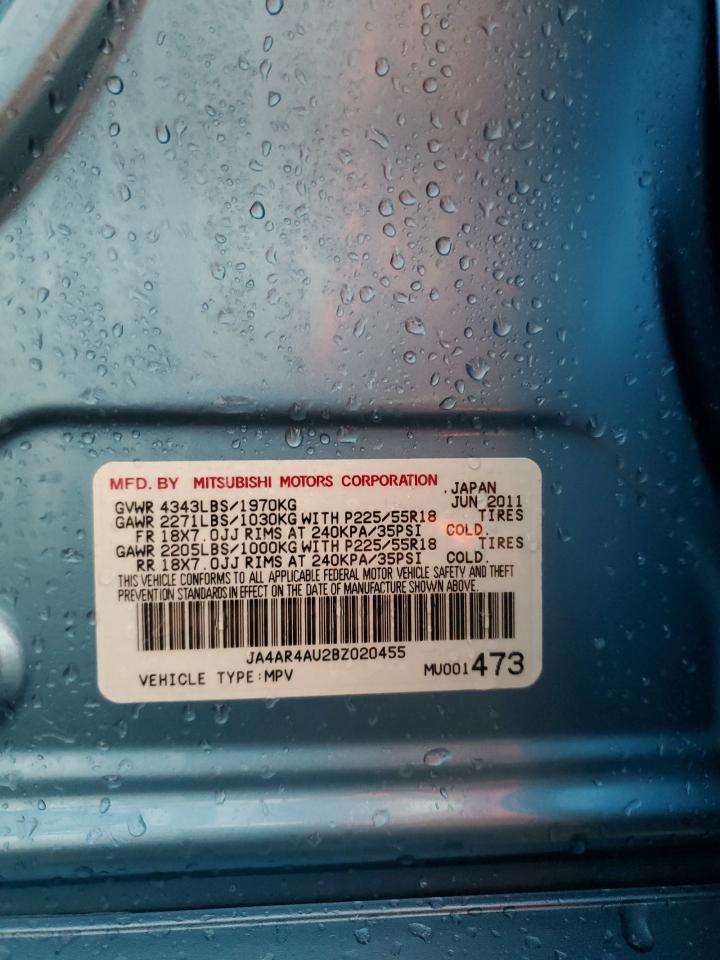 MFD. BY MITSUBISHI MOTORS CORPORATION , JAPAN
GVWR 4343LBS/1970KG JUN 2011
GAWR 2271LBS/1030KG WITH P225/55R18 TIRES
FR 18X7.0JJ RIMS AT 240KPA/35PSI COLD.
GAWR 2205LBS/1000KG WITH P225/55R18 TIRES
RR 18X7.0JJ RIMS AT 240KPA/35PSI COLD.
THIS VEHICLE CONFORMS TO ALL APPLICABLE FEDERAL MOTOR VEHICLE SAFETY AND THEFT
PREVENTION STANDARDS IN EFFECT ON THE DATE OF MANUFACTURE SHOWN ABOVE.
JA4AR4AU2BZ020455
VEHICLE TYPE:MPV MU001473